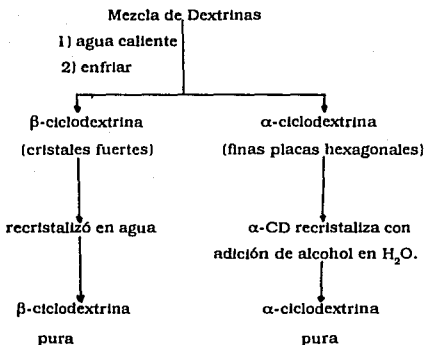 Mezcla de Dextrinas
1) agua caliente
2) enfriar
β-ciclodextrina
(cristales fuertes)
α-ciclodextrina
(finas placas hexagonales)
recristalizó en agua
α-CD recristaliza con
adición de alcohol en H₂O.
β-ciclodextrina
pura
α-ciclodextrina
pura